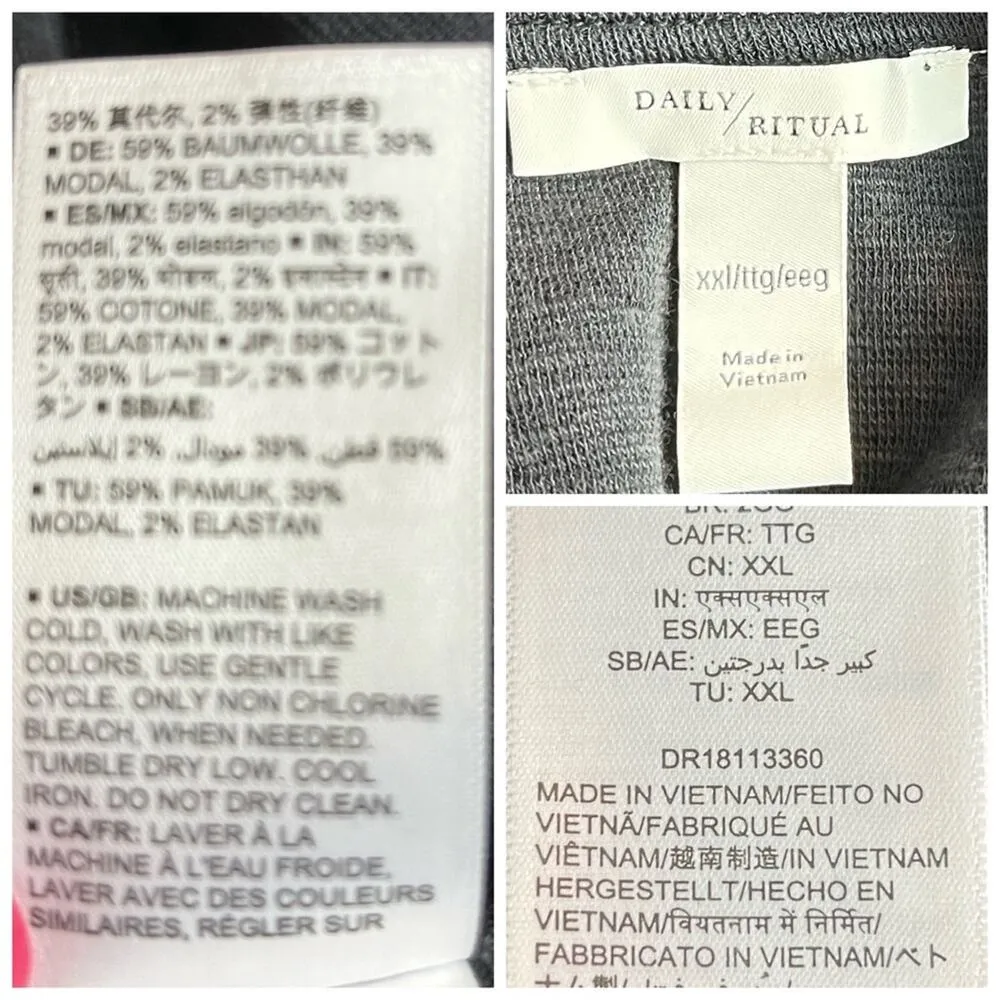 39% 莫代尔, 2% 弹性(纤维)
▪ DE: 59% BAUMWOLLE, 39%
MODAL, 2% ELASTHAN
▪ ES/MX: 59% algodón, 39%
modal, 2% elastano ▪ IN: 59%
सूती, 39% मोडल, 2% इलास्टेन ▪ IT:
59% COTONE, 39% MODAL,
2% ELASTAN ▪ JP: 59% コット
ン, 39% レーヨン, 2% ポリウレ
タン ▪ SB/AE:
59% قطن, 39% مودال, 2% إيلاستين
▪ TU: 59% PAMUK, 39%
MODAL, 2% ELASTAN
▪ US/GB: MACHINE WASH
COLD, WASH WITH LIKE
COLORS, USE GENTLE
CYCLE. ONLY NON CHLORINE
BLEACH, WHEN NEEDED.
TUMBLE DRY LOW. COOL
IRON. DO NOT DRY CLEAN.
▪ CA/FR: LAVER À LA
MACHINE À L'EAU FROIDE,
LAVER AVEC DES COULEURS
SIMILAIRES, RÉGLER SUR
DAILY/
RITUAL
xxl/ttg/eeg
Made in
Vietnam
CA/FR: TTG
CN: XXL
IN: एक्सएक्सएल
ES/MX: EEG
SB/AE: كبير جدًا بدرجتين
TU: XXL
DR18113360
MADE IN VIETNAM/FEITO NO
VIETNÃ/FABRIQUÉ AU
VIÊTNAM/越南制造/IN VIETNAM
HERGESTELLT/HECHO EN
VIETNAM/वियतनाम में निर्मित/
FABBRICATO IN VIETNAM/ベト